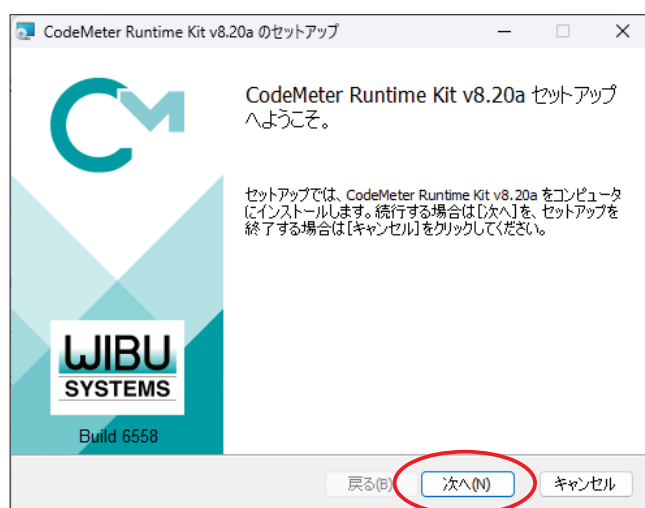 CodeMeter Runtime Kit v8.20a のセットアップ
CodeMeter Runtime Kit v8.20a セットアップ
へようこそ。
セットアップでは、CodeMeter Runtime Kit v8.20a をコンピュータ
にインストールします。続行する場合は[次へ]を、セットアップを
終了する場合は[キャンセル]をクリックしてください。
WIBU
SYSTEMS
Build 6558
戻る(B)
次へ(N)
キャンセル